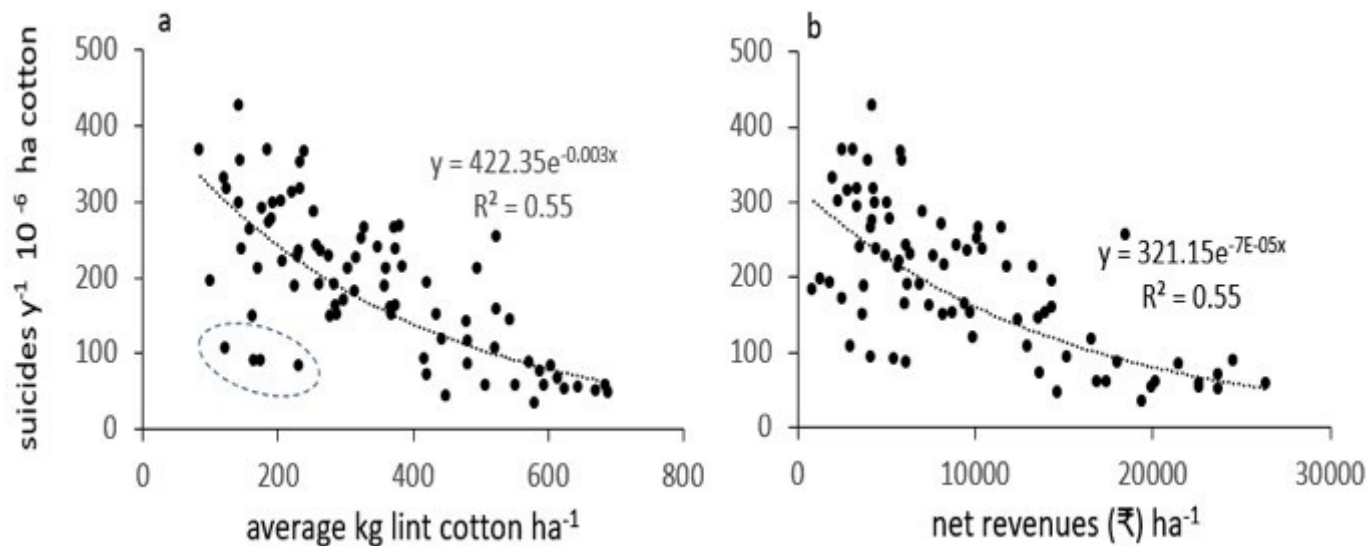 a
suicides y⁻¹ 10⁻⁶ ha cotton
500
400
300
200
100
0
y = 422.35e^-0.003x
R² = 0.55
0 200 400 600 800
average kg lint cotton ha⁻¹
b
500
400
300
200
100
0
y = 321.15e^-7E-05x
R² = 0.55
0 10000 20000 30000
net revenues (₹) ha⁻¹